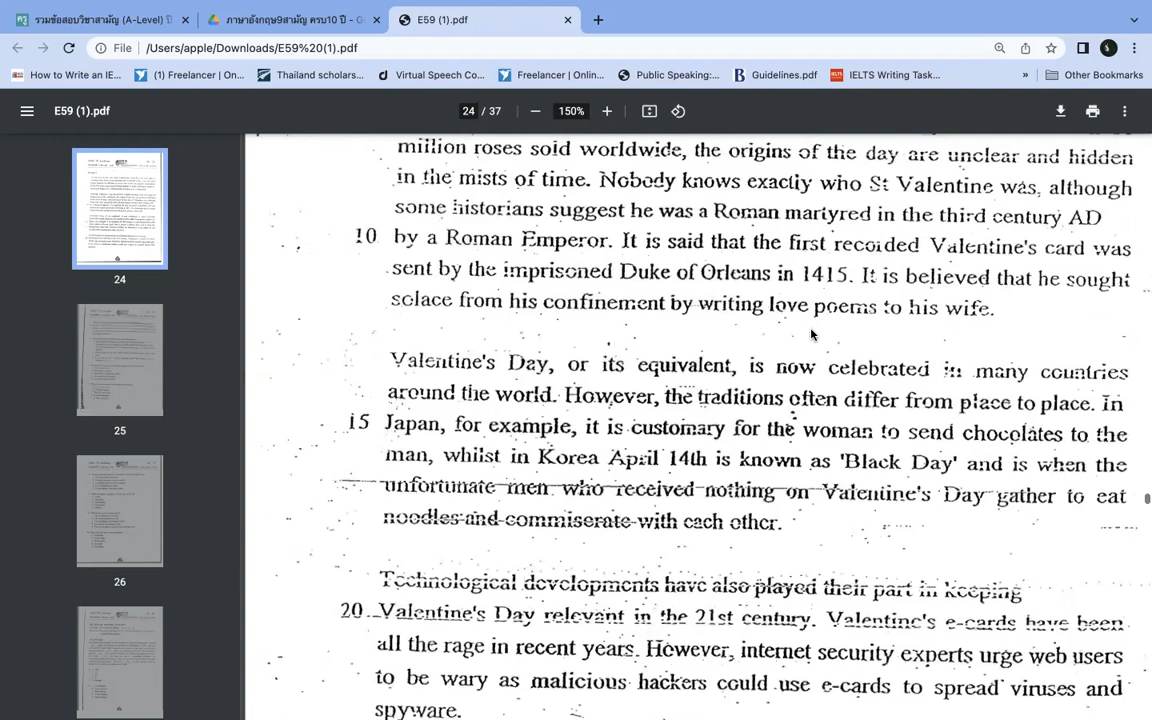 รวมข้อสอบวิชาสามัญ (A-Level) ปี
ภาษาอังกฤษ9สามัญ ครบ10 ปี - G
E59 (1).pdf
File /Users/apple/Downloads/E59%20(1).pdf
How to Write an IE...
(1) Freelancer | On...
Thailand scholars...
Virtual Speech Co...
Freelancer | Onlin...
Public Speaking:...
Guidelines.pdf
IELTS Writing Task...
»
Other Bookmarks
E59 (1).pdf
24 / 37
150%
24
25
26
million roses sold worldwide, the origins of the day are unclear and hidden
in the mists of time. Nobody knows exactly who St Valentine was, although
some historians suggest he was a Roman martyred in the third century AD
10 by a Roman Emperor. It is said that the first recorded Valentine's card was
sent by the imprisoned Duke of Orleans in 1415. It is believed that he sought
solace from his confinement by writing love poems to his wife.
Valentine's Day, or its equivalent, is now celebrated in many countries
around the world. However, the traditions often differ from place to place. In
15 Japan, for example, it is customary for the woman to send chocolates to the
man, whilst in Korea April 14th is known as 'Black Day' and is when the
unfortunate men who received nothing on Valentine's Day gather to eat
noodles and commiserate with each other.
Technological developments have also played their part in keeping
20 Valentine's Day relevant in the 21st century. Valentine's e-cards have been
all the rage in recent years. However, internet security experts urge web users
to be wary as malicious hackers could use e-cards to spread viruses and
spyware.